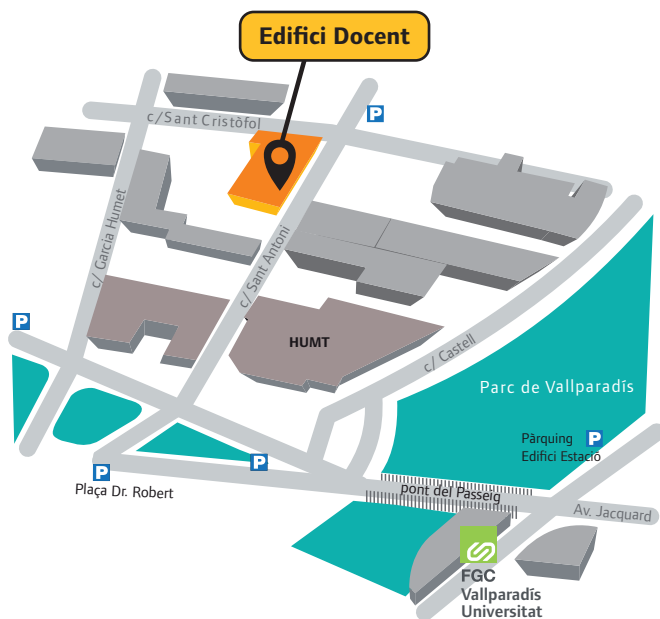 Edifici Docent
P
c/Sant Cristòfol
c/ Garcia Humet
c/ Sant Antoni
P
HUMT
c/ Castell
Parc de Vallparadís
Pàrquing P
Edifici Estació
P
P
Plaça Dr. Robert
pont del Passeig
Av. Jacquard
FGC
Vallparadís
Universitat